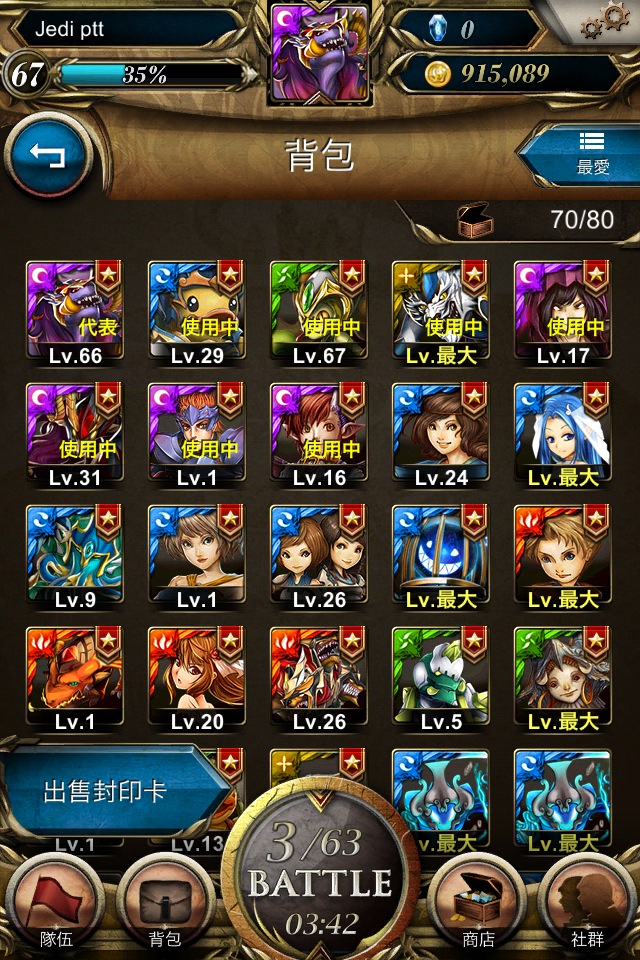 Jedi ptt
0
67
35%
915,089
背包
最愛
70/80
代表 使用中 使用中 使用中 使用中
Lv.66 Lv.29 Lv.67 Lv.最大 Lv.17
使用中 使用中 使用中
Lv.31 Lv.1 Lv.16 Lv.24 Lv.最大
Lv.9 Lv.1 Lv.26 Lv.最大 Lv.最大
Lv.1 Lv.20 Lv.26 Lv.5 Lv.最大
出售封印卡
Lv.1 Lv.13 Lv.最大 Lv.最大
3/63
BATTLE
03:42
隊伍 背包 商店 社群